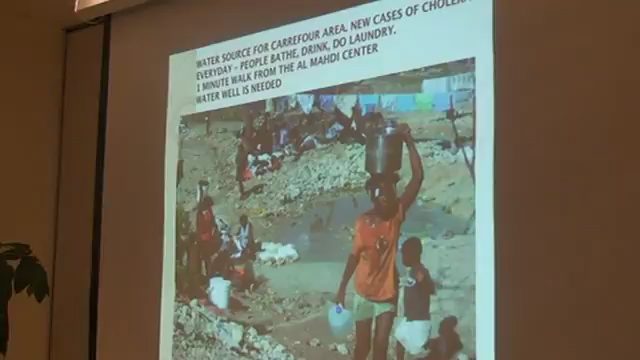 WATER SOURCE FOR CARREFOUR AREA. NEW CASES OF CHOLERA
EVERYDAY - PEOPLE BATHE, DRINK, DO LAUNDRY.
1 MINUTE WALK FROM THE AL MAHDI CENTER
WATER WELL IS NEEDED